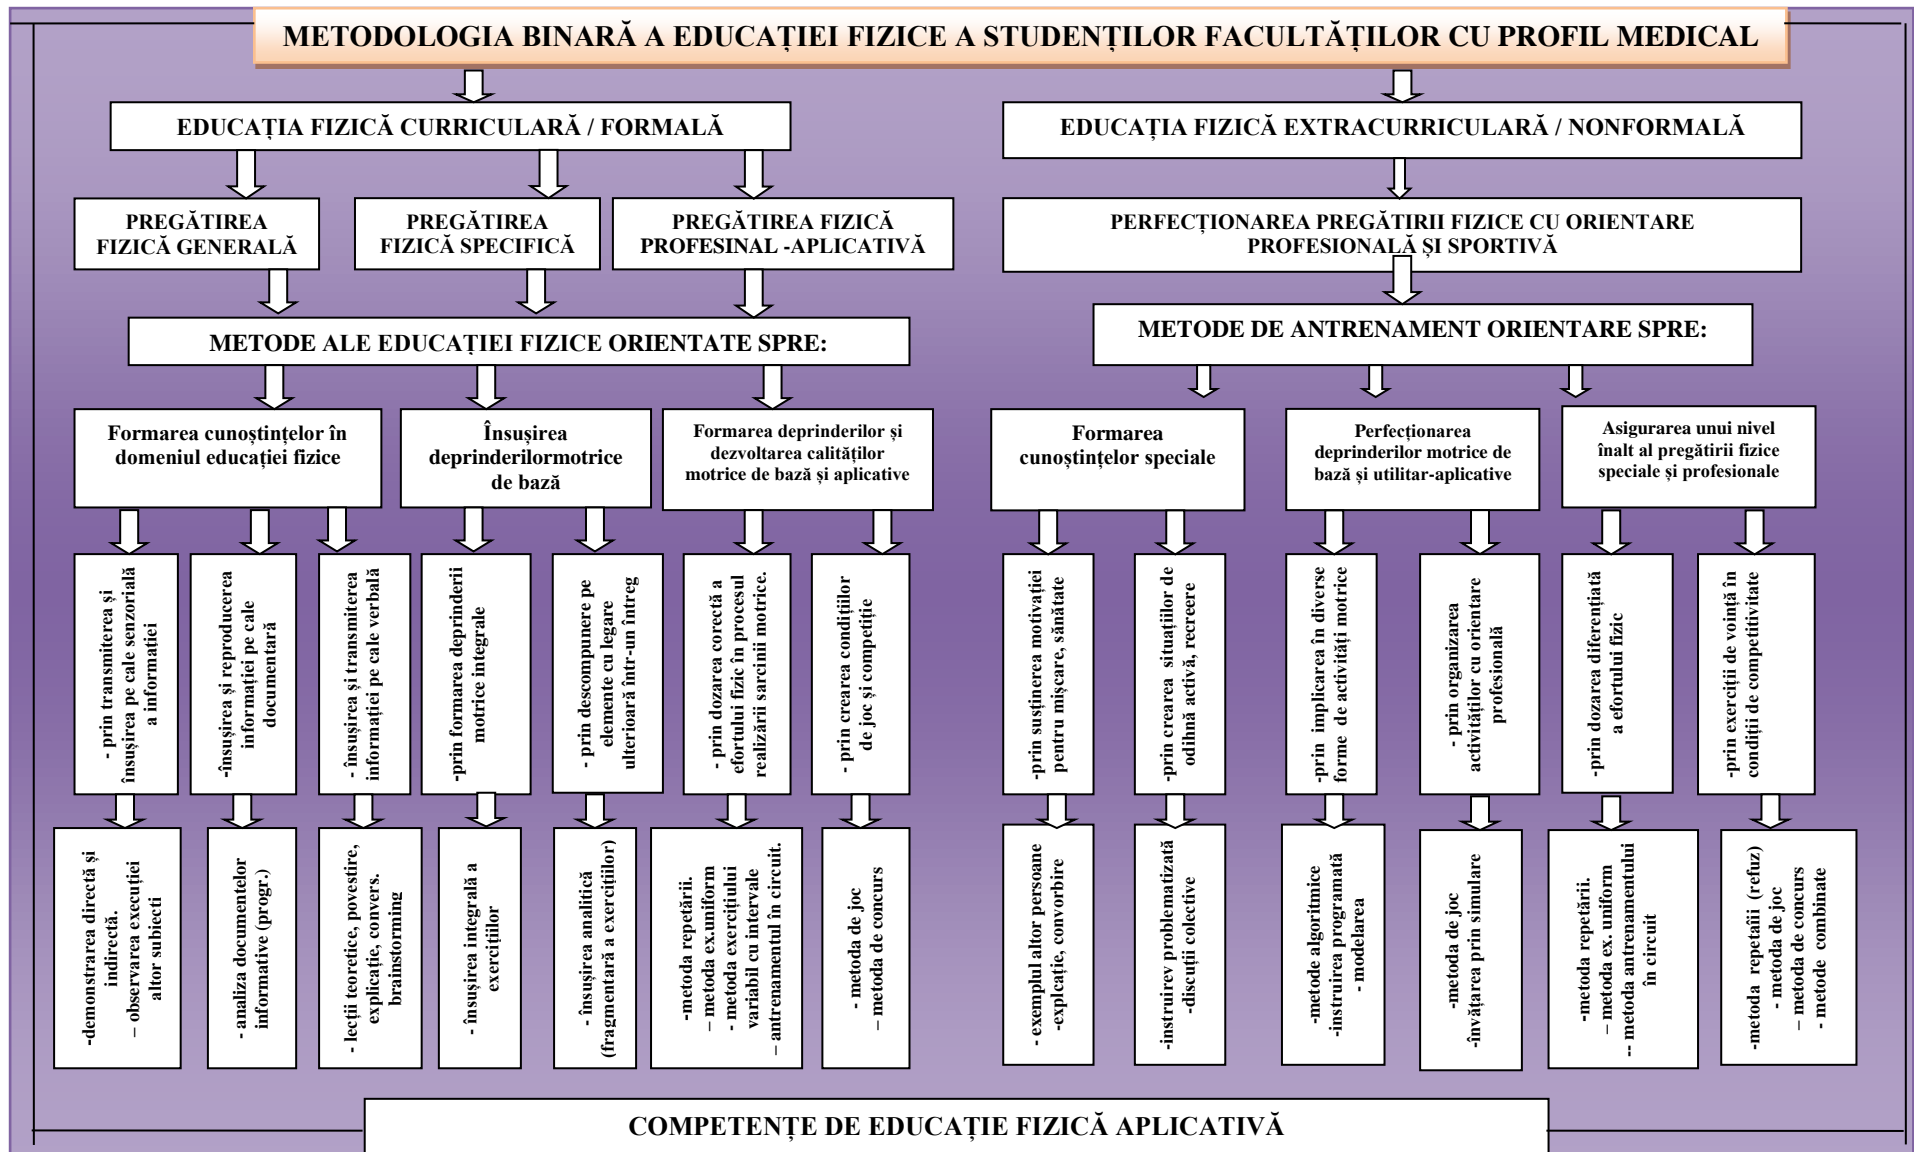 METODOLOGIA BINARĂ A EDUCAȚIEI FIZICE A STUDENȚILOR FACULTĂȚILOR CU PROFIL MEDICAL
EDUCAȚIA FIZICĂ CURRICULARĂ / FORMALĂ
EDUCAȚIA FIZICĂ EXTRACURRICULARĂ / NONFORMALĂ
PREGĂTIREA
FIZICĂ GENERALĂ
PREGĂTIREA
FIZICĂ SPECIFICĂ
PREGĂTIREA FIZICĂ
PROFESINAL -APLICATIVĂ
PERFECȚIONAREA PREGĂTIRII FIZICE CU ORIENTARE
PROFESIONALĂ ȘI SPORTIVĂ
METODE ALE EDUCAȚIEI FIZICE ORIENTATE SPRE:
METODE DE ANTRENAMENT ORIENTARE SPRE:
Formarea cunoștințelor în
domeniul educației fizice
Însușirea
deprinderilormotrice
de bază
Formarea deprinderilor și
dezvoltarea calităților
motrice de bază și aplicative
Formarea
cunoștințelor speciale
Perfecționarea
deprinderilor motrice de
bază și utilitar-aplicative
Asigurarea unui nivel
înalt al pregătirii fizice
speciale și profesionale
- prin transmiterea și
însușirea pe cale senzorială
a informației
-însușirea și reproducerea
informației pe cale
documentară
- însușirea și transmiterea
informației pe cale verbală
-prin formarea deprinderii
motrice integrale
- prin descompunere pe
elemente cu legare
ulterioară într-un întreg
- prin dozarea corectă a
efortului fizic în procesul
realizării sarcinii motrice.
- prin crearea condițiilor
de joc și competiție
-prin susținerea motivației
pentru mișcare, sănătate
- prin crearea situațiilor de
odihnă activă, recreere
-prin implicarea în diverse
forme de activități motrice
- prin organizarea
activităților cu orientare
profesională
-prin dozarea diferențiată
a efortului fizic
-prin exerciții de voință în
condiții de competitivitate
-demonstrarea directă și
indirectă.
– observarea execuției
altor subiecti
- analiza documentelor
informative (progr.)
- lecții teoretice, povestire,
explicație, convers.
brainstorming
- însușirea integrală a
exercițiilor
- însușirea analitică
(fragmentară a exercițiilor)
-metoda repetării.
– metoda ex.uniform
- metoda exercițiului
variabil cu intervale
– antrenamentul în circuit.
- metoda de joc
– metoda de concurs
- exemplul altor persoane
-explcație, convorbire
-instruirev problematizată
-discuții colective
-metode algoritmice
-instruirea programată
- modelarea
-metoda de joc
-învățarea prin simulare
-metoda repetării.
– metoda ex. uniform
-- metoda antrenamentului
în circuit
-metoda repetaîii (refuz)
- metoda de joc
– metoda de concurs
- metode combinate
COMPETENȚE DE EDUCAȚIE FIZICĂ APLICATIVĂ